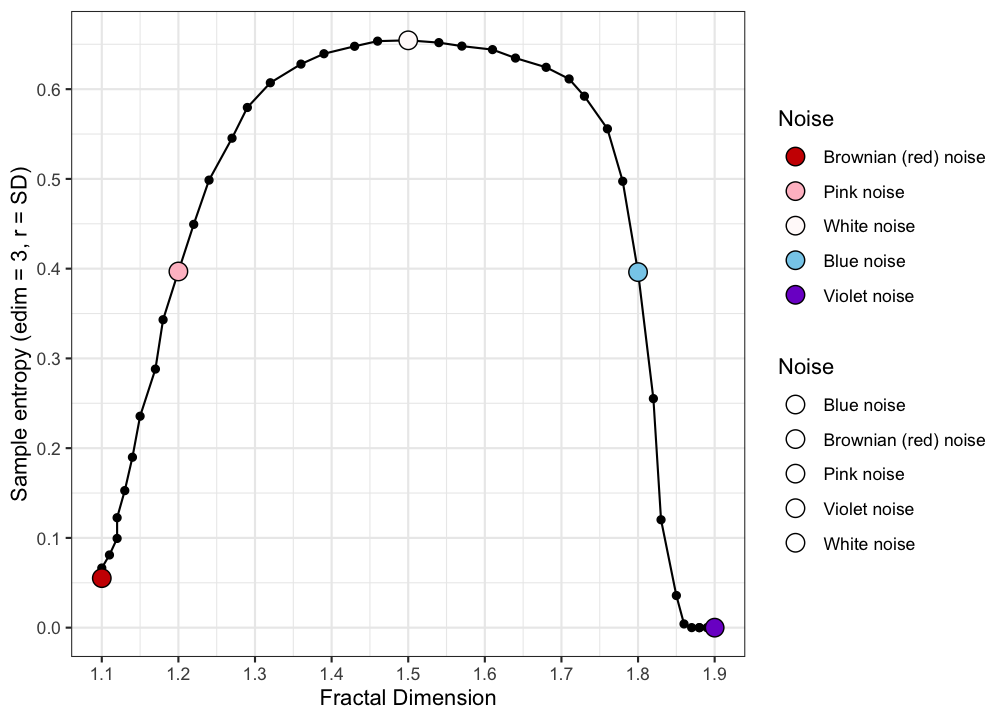 Sample entropy (edim = 3, r = SD)
0.6
0.5
0.4
0.3
0.2
0.1
0.0
1.1 1.2 1.3 1.4 1.5 1.6 1.7 1.8 1.9
Fractal Dimension
Noise
Brownian (red) noise
Pink noise
White noise
Blue noise
Violet noise
Noise
Blue noise
Brownian (red) noise
Pink noise
Violet noise
White noise